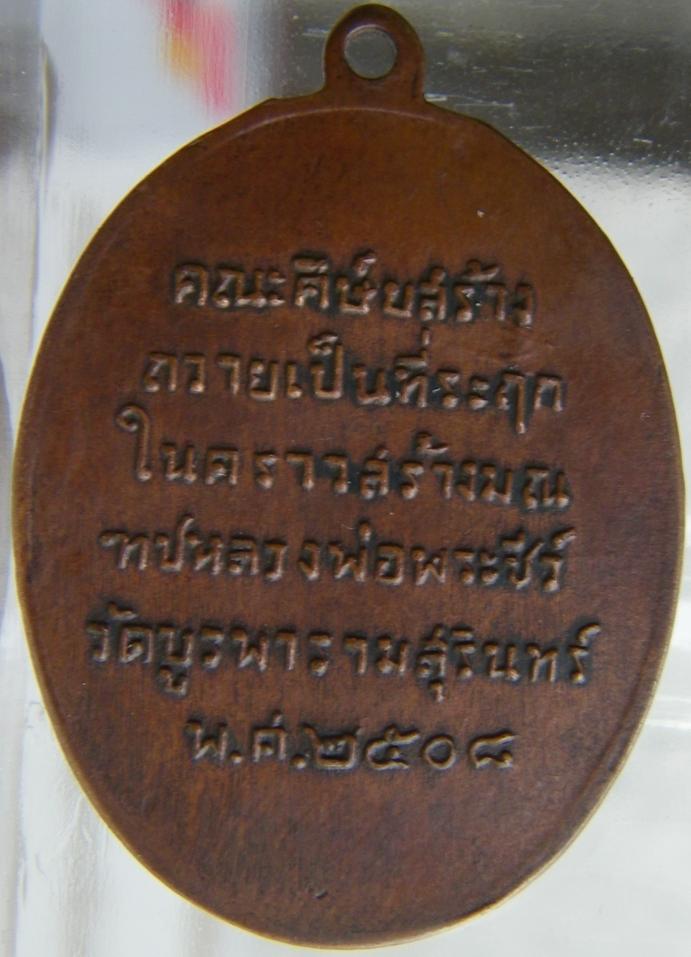 คณะศิษย์สร้าง
ถวายเป็นที่ระฤก
ในคราวสร้างมณ
ฑปหลวงพ่อพระชีว์
วัดบูรพารามสุรินทร์
พ.ศ.๒๕๐๘